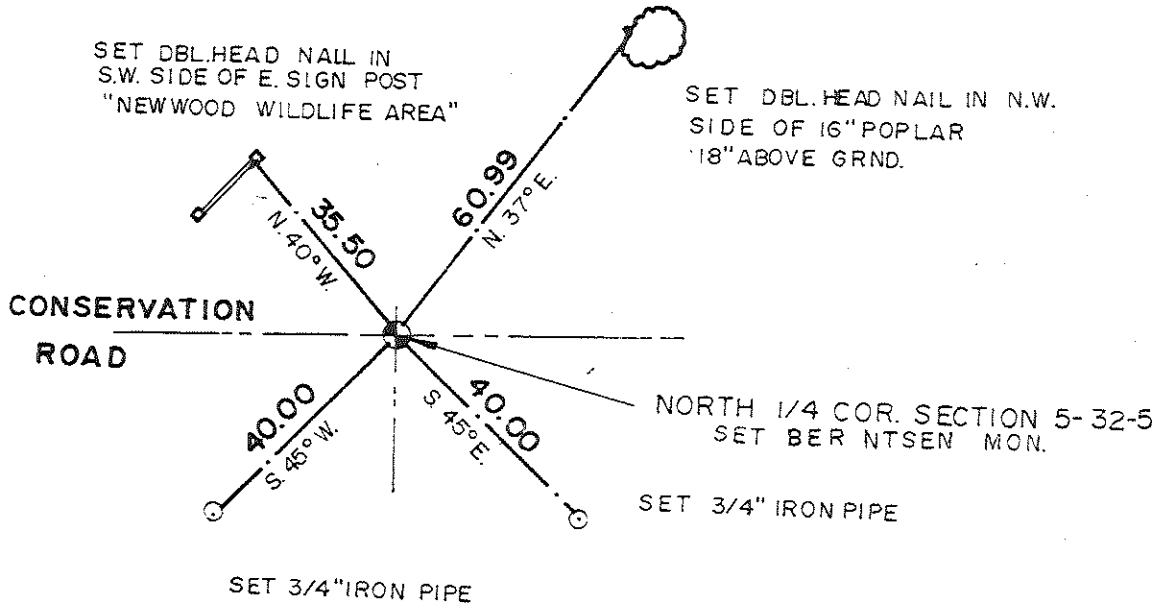 SET DBL.HEAD NAIL IN
S.W. SIDE OF E. SIGN POST
"NEWWOOD WILDLIFE AREA"
SET DBL.HEAD NAIL IN N.W.
SIDE OF 16" POPLAR
18" ABOVE GRND.
60.99
N. 37° E.
35.50
N. 40° W.
CONSERVATION
ROAD
40.00
S. 45° W.
40.00
S. 45° E.
NORTH 1/4 COR. SECTION 5-32-5
SET BERNTSEN MON.
SET 3/4" IRON PIPE
SET 3/4" IRON PIPE